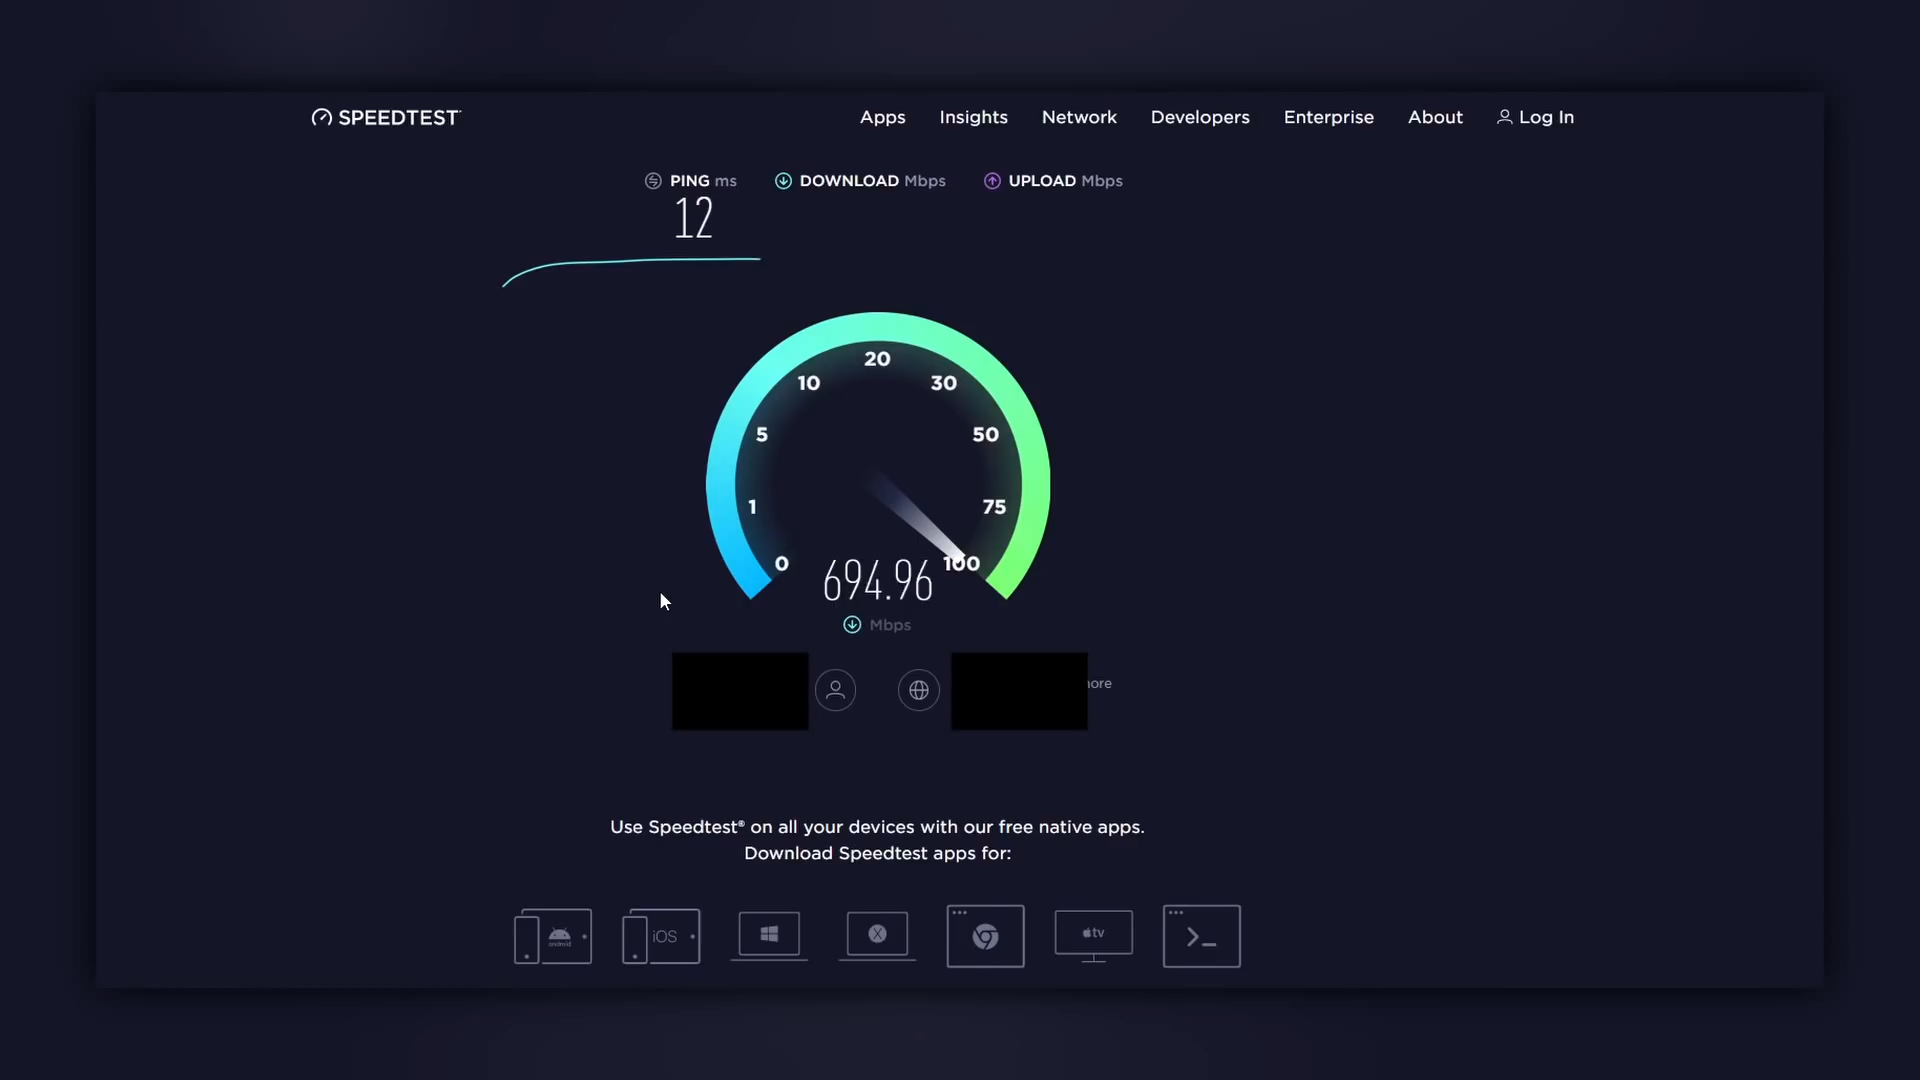 SPEEDTEST
Apps Insights Network Developers Enterprise About Log In
PING ms DOWNLOAD Mbps UPLOAD Mbps
12
20
10 30
5 50
1 75
0 100
694.96
Mbps
Use Speedtest® on all your devices with our free native apps.
Download Speedtest apps for:
android iOS X tv >_